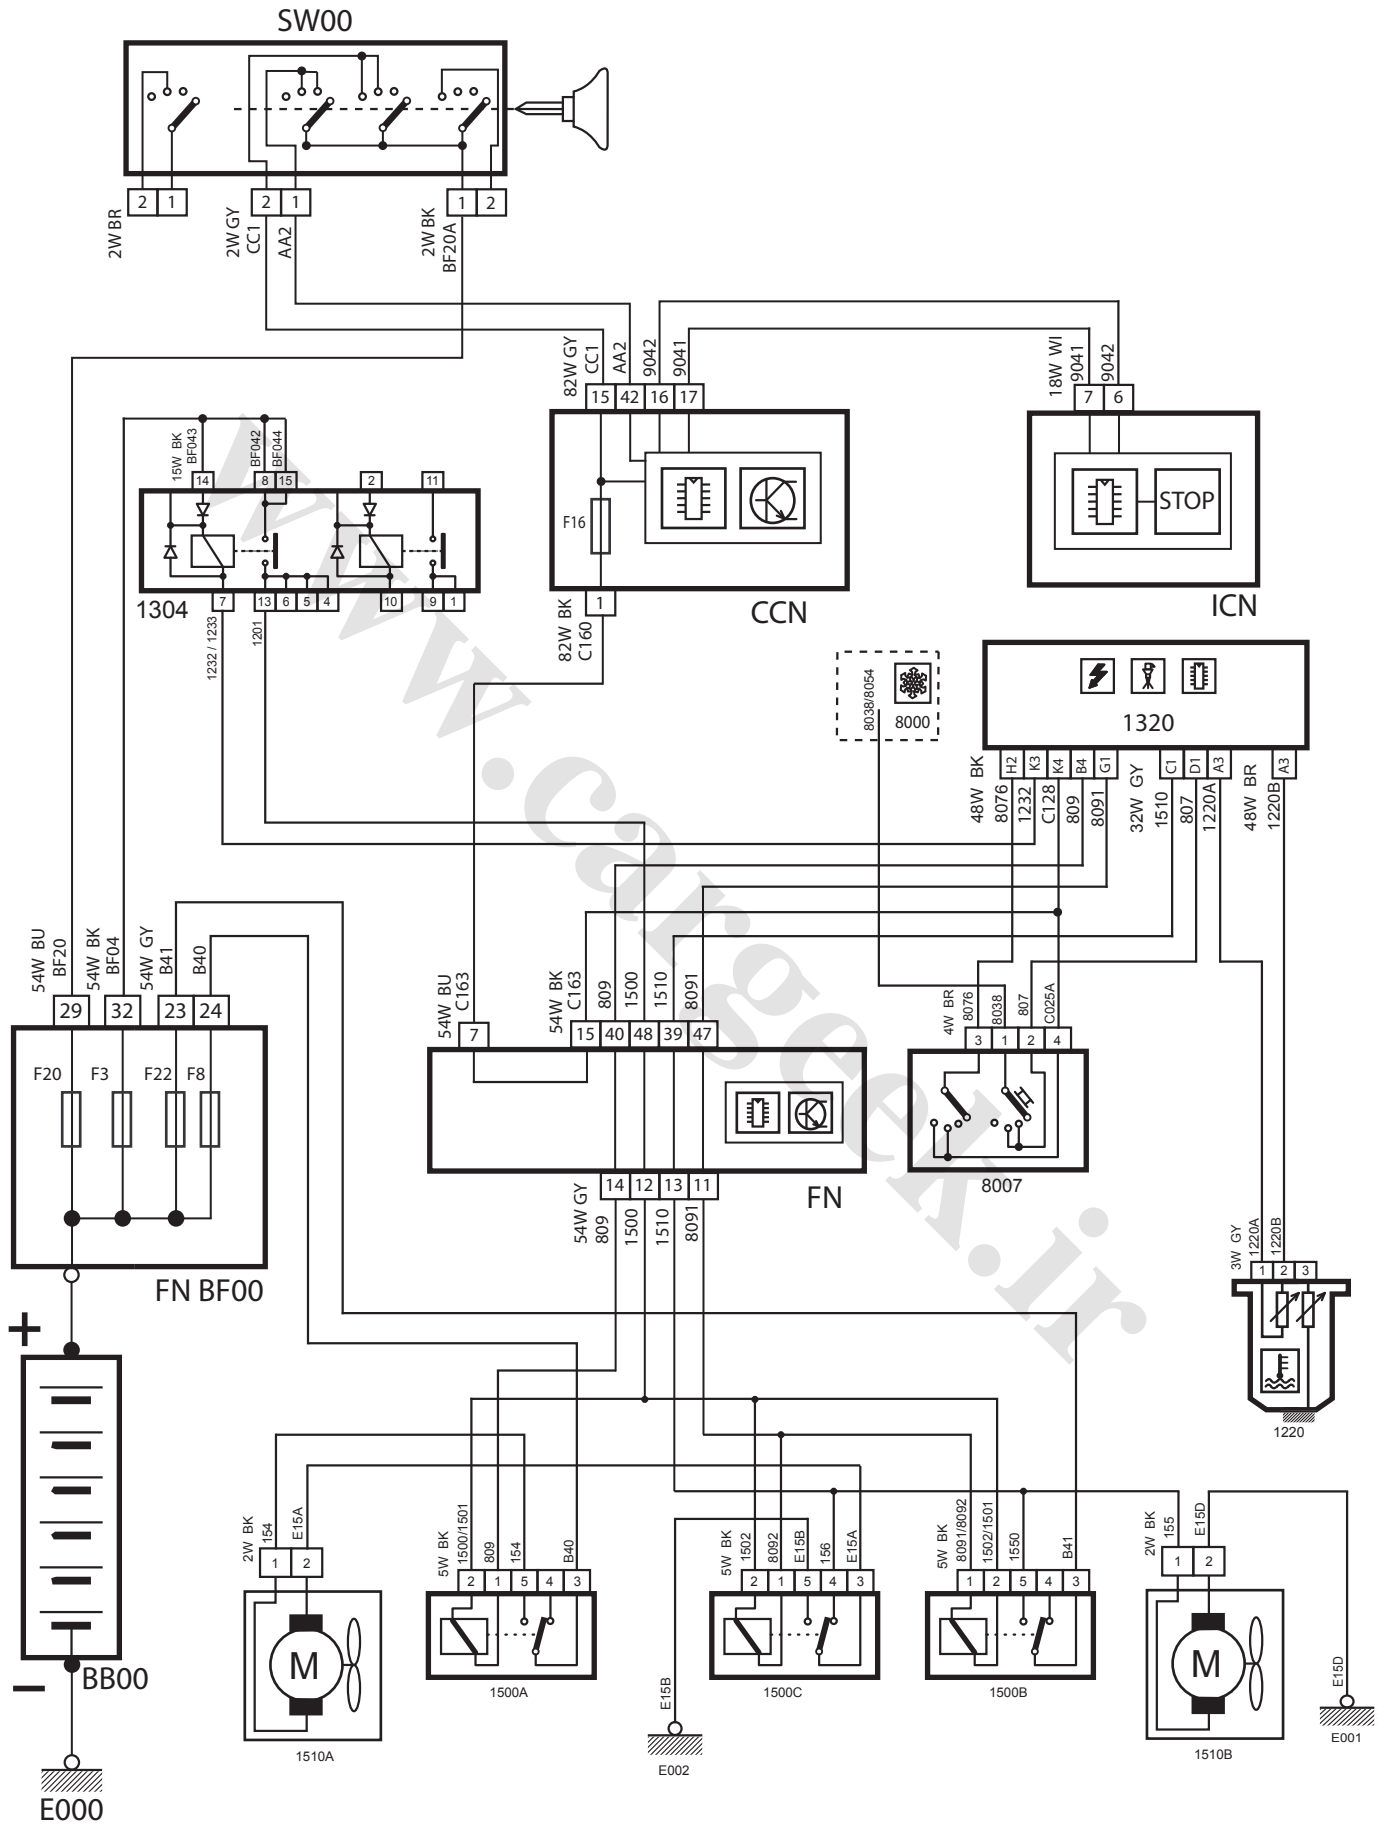 SW00
2 1
2 1
1 2
2W BR
2W GY
CC1
AA2
2W BK
BF20A
82W GY
CC1
AA2
9042
9041
18W WI
9041
9042
15 42 16 17
7 6
15W BK
BF043
BF042
BF044
14 8 15 2 11
F16
STOP
7 13 6 5 4 10 9 1
1304
1232 / 1233
1201
1
82W BK
C160
CCN
ICN
8038/8054
8000
1320
H2 K3 K4 B4 G1 C1 D1 A3 A3
48W BK
8076
1232
C128
809
8091
32W GY
1510
807
1220A
48W BR
1220B
54W BU
BF20
54W BK
BF04
54W GY
B41
B40
29 32 23 24
F20 F3 F22 F8
FN BF00
54W BU
C163
54W BK
C163
809
1500
1510
8091
7 15 40 48 39 47
4W BR
8076
8038
807
C025A
3 1 2 4
8007
FN
14 12 13 11
54W GY
809
1500
1510
8091
3W GY
1220A
1220B
1 2 3
1220
+
BB00
−
E000
2W BK
154
E15A
1 2
M
1510A
5W BK
1500/1501
809
154
B40
2 1 5 4 3
1500A
E15B
E002
5W BK
1502
8092
E15B
156
E15A
2 1 5 4 3
1500C
5W BK
8091/8092
1502/1501
1550
B41
1 2 5 4 3
1500B
2W BK
155
E15D
1 2
M
1510B
E15D
E001
www.cargeek.ir